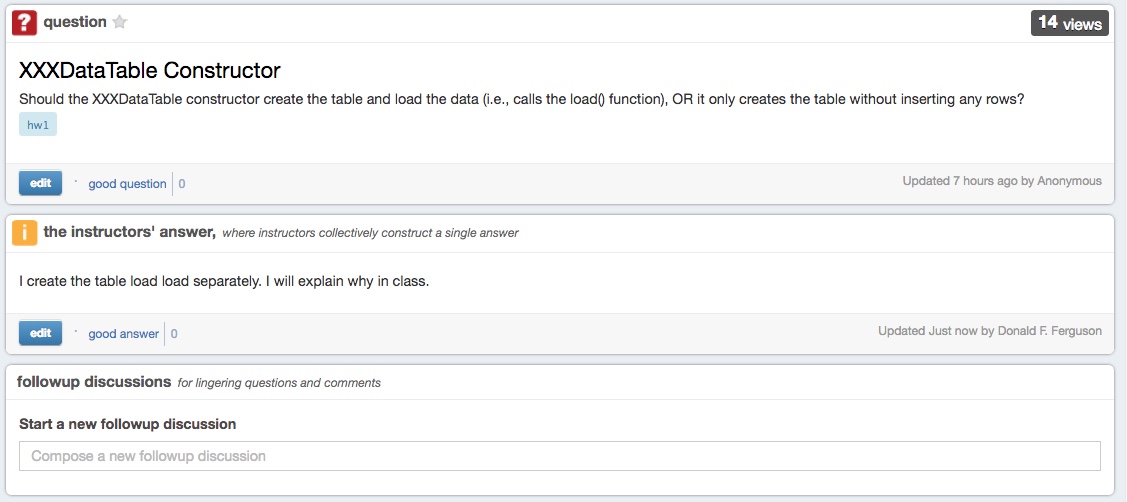 ? question
14 views
XXXDataTable Constructor
Should the XXXDataTable constructor create the table and load the data (i.e., calls the load() function), OR it only creates the table without inserting any rows?
hw1
edit · good question 0
Updated 7 hours ago by Anonymous
i the instructors' answer, where instructors collectively construct a single answer
I create the table load load separately. I will explain why in class.
edit · good answer 0
Updated Just now by Donald F. Ferguson
followup discussions for lingering questions and comments
Start a new followup discussion
Compose a new followup discussion